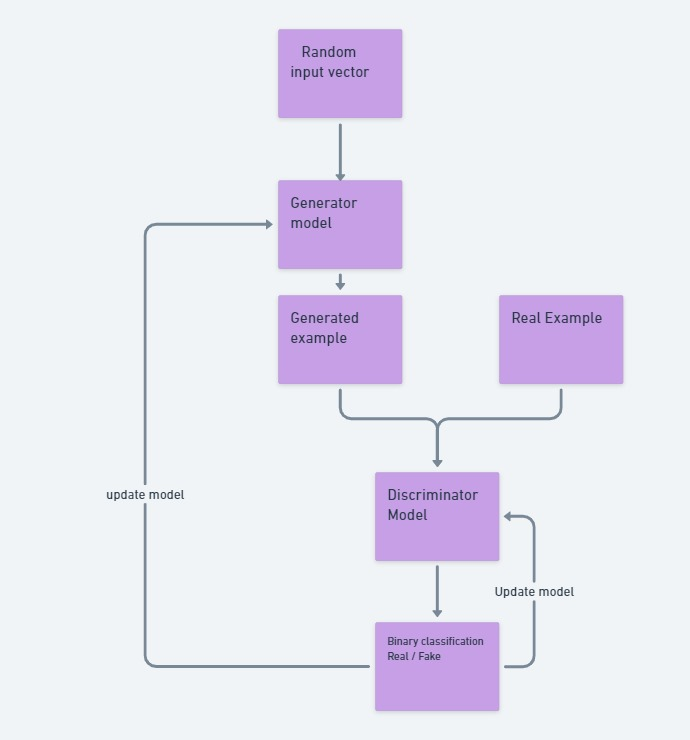 Random
input vector
Generator
model
Generated
example
Real Example
Discriminator
Model
update model
Update model
Binary classification
Real / Fake